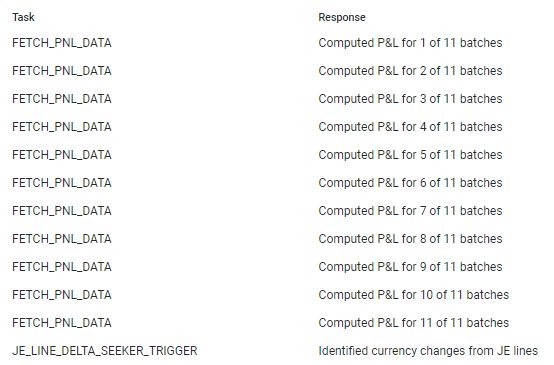 Task Response
FETCH_PNL_DATA Computed P&L for 1 of 11 batches
FETCH_PNL_DATA Computed P&L for 2 of 11 batches
FETCH_PNL_DATA Computed P&L for 3 of 11 batches
FETCH_PNL_DATA Computed P&L for 4 of 11 batches
FETCH_PNL_DATA Computed P&L for 5 of 11 batches
FETCH_PNL_DATA Computed P&L for 6 of 11 batches
FETCH_PNL_DATA Computed P&L for 7 of 11 batches
FETCH_PNL_DATA Computed P&L for 8 of 11 batches
FETCH_PNL_DATA Computed P&L for 9 of 11 batches
FETCH_PNL_DATA Computed P&L for 10 of 11 batches
FETCH_PNL_DATA Computed P&L for 11 of 11 batches
JE_LINE_DELTA_SEEKER_TRIGGER Identified currency changes from JE lines